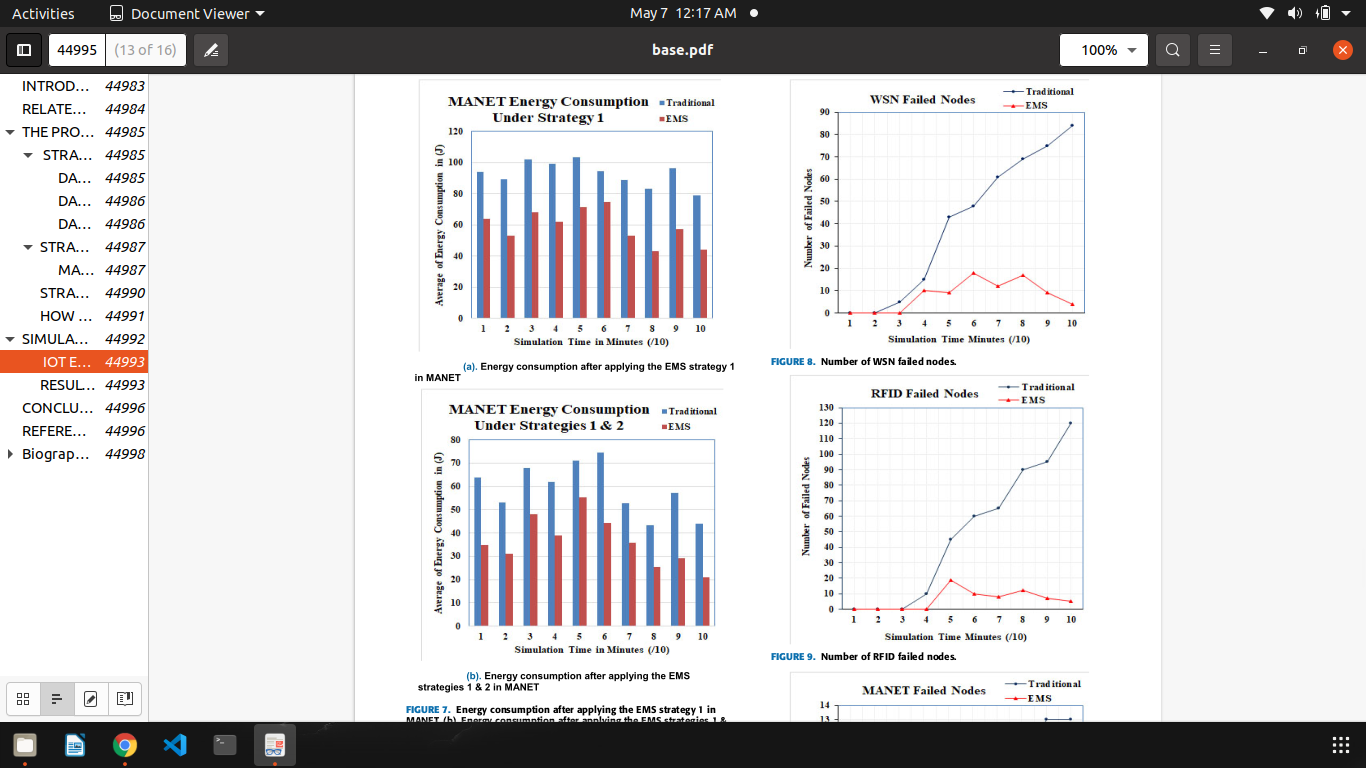 Activities
Document Viewer
May 7 12:17 AM
44995
(13 of 16)
base.pdf
100%
INTROD… 44983
RELATE… 44984
THE PRO… 44985
STRA… 44985
DA… 44985
DA… 44986
DA… 44986
STRA… 44987
MA… 44987
STRA… 44990
HOW … 44991
SIMULA… 44992
IOT E… 44993
RESUL… 44993
CONCLU… 44996
REFERE… 44996
Biograp… 44998
MANET Energy Consumption
Under Strategy 1
Traditional
EMS
Average of Energy Consumption in (J)
120
100
80
60
40
20
0
1 2 3 4 5 6 7 8 9 10
Simulation Time in Minutes (/10)
(a). Energy consumption after applying the EMS strategy 1
in MANET
MANET Energy Consumption
Under Strategies 1 & 2
Traditional
EMS
Average of Energy Consumption in (J)
80
70
60
50
40
30
20
10
0
1 2 3 4 5 6 7 8 9 10
Simulation Time in Minutes (/10)
(b). Energy consumption after applying the EMS
strategies 1 & 2 in MANET
FIGURE 7. Energy consumption after applying the EMS strategy 1 in
MANET (b). Energy consumption after applying the EMS strategies 1 &
WSN Failed Nodes
Traditional
EMS
Number of Failed Nodes
90
80
70
60
50
40
30
20
10
0
1 2 3 4 5 6 7 8 9 10
Simulation Time Minutes (/10)
FIGURE 8. Number of WSN failed nodes.
RFID Failed Nodes
Traditional
EMS
Number of Failed Nodes
130
120
110
100
90
80
70
60
50
40
30
20
10
0
1 2 3 4 5 6 7 8 9 10
Simulation Time Minutes (/10)
FIGURE 9. Number of RFID failed nodes.
MANET Failed Nodes
Traditional
EMS
14
13